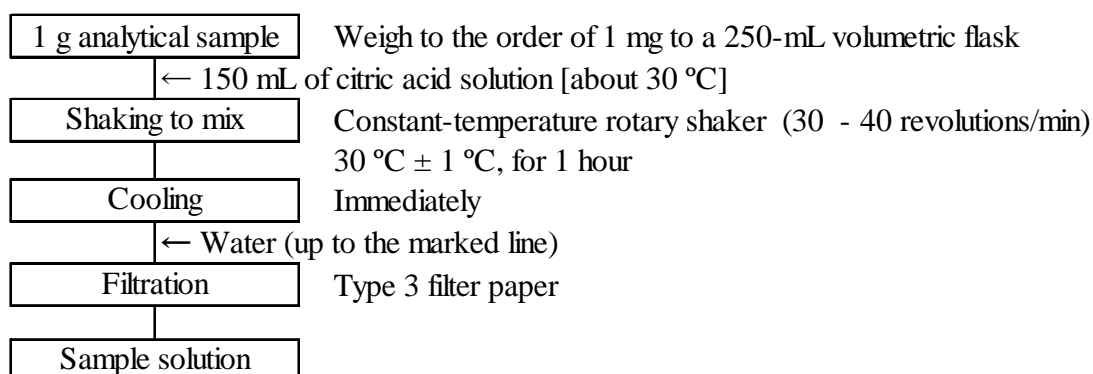 1 g analytical sample Weigh to the order of 1 mg to a 250-mL volumetric flask
← 150 mL of citric acid solution [about 30 ºC]
Shaking to mix Constant-temperature rotary shaker (30 - 40 revolutions/min)
30 ºC ± 1 ºC, for 1 hour
Cooling Immediately
← Water (up to the marked line)
Filtration Type 3 filter paper
Sample solution